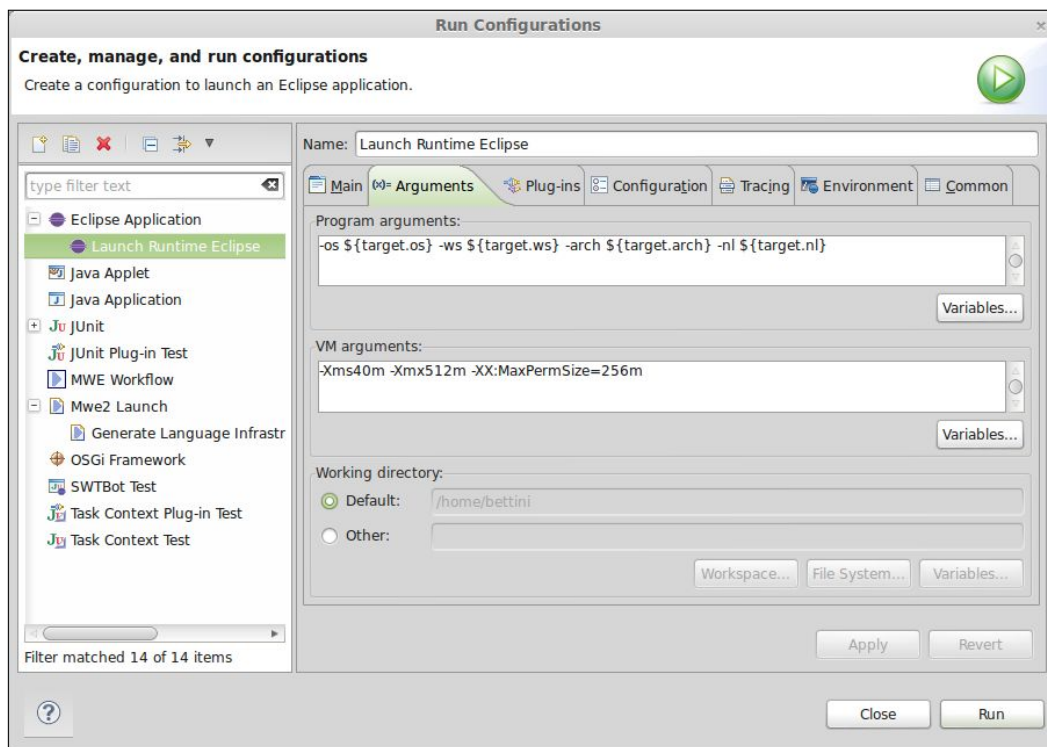 Run Configurations
Create, manage, and run configurations
Create a configuration to launch an Eclipse application.
type filter text
Eclipse Application
Launch Runtime Eclipse
Java Applet
Java Application
JUnit
JUnit Plug-in Test
MWE Workflow
Mwe2 Launch
Generate Language Infrastr
OSGi Framework
SWTBot Test
Task Context Plug-in Test
Task Context Test
Filter matched 14 of 14 items
Name: Launch Runtime Eclipse
Main (x)= Arguments Plug-ins Configuration Tracing Environment Common
Program arguments:
-os ${target.os} -ws ${target.ws} -arch ${target.arch} -nl ${target.nl}
Variables...
VM arguments:
-Xms40m -Xmx512m -XX:MaxPermSize=256m
Variables...
Working directory:
Default: /home/bettini
Other:
Workspace... File System... Variables...
Apply Revert
Close Run